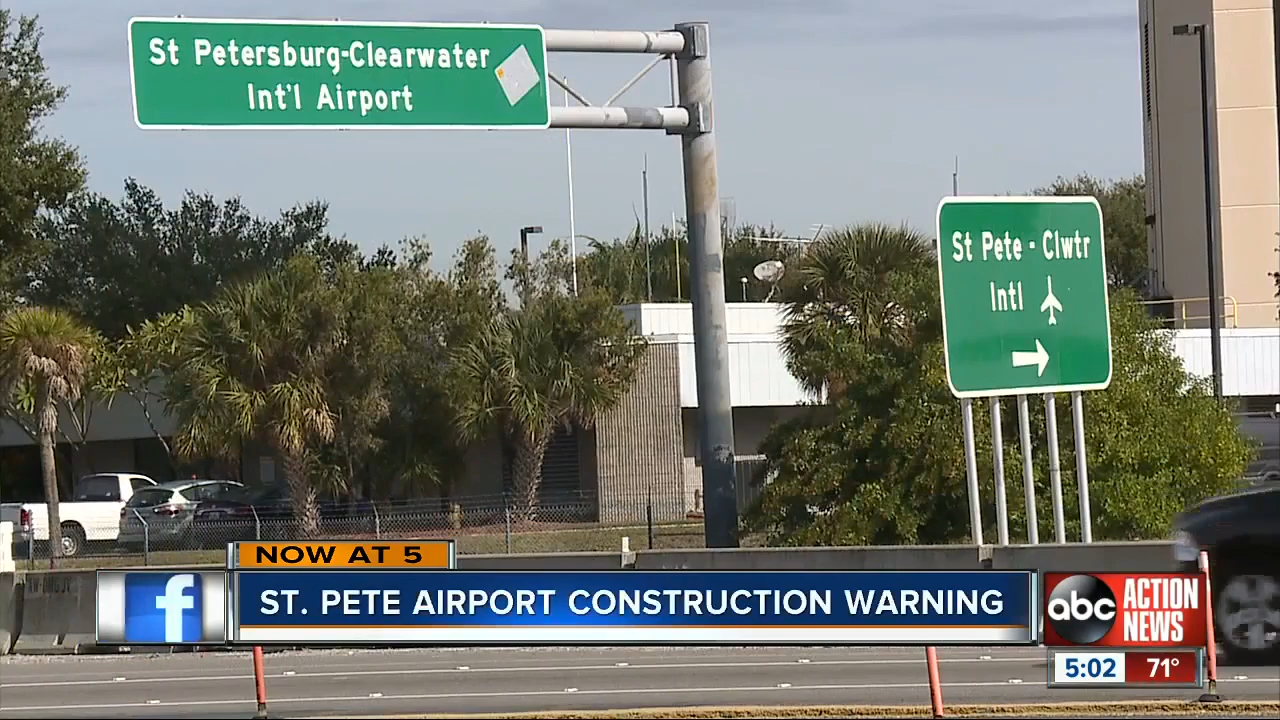 St Petersburg-Clearwater
Int'l Airport
St Pete - Clwtr
Intl
NOW AT 5
f
ST. PETE AIRPORT CONSTRUCTION WARNING
abc
ACTION
NEWS
5:02
71°